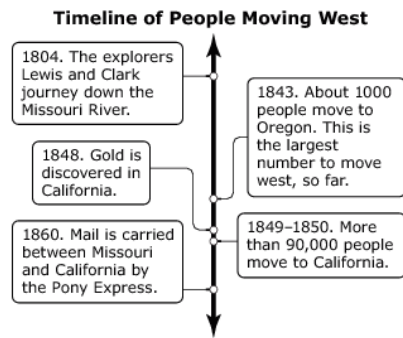 Timeline of People Moving West
1804. The explorers
Lewis and Clark
journey down the
Missouri River.
1843. About 1000
people move to
Oregon. This is
the largest
number to move
west, so far.
1848. Gold is
discovered in
California.
1849–1850. More
than 90,000 people
move to California.
1860. Mail is carried
between Missouri
and California by
the Pony Express.